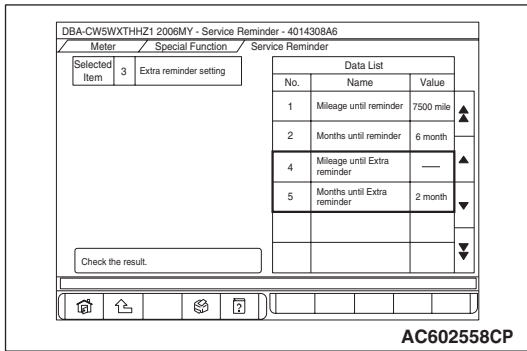 DBA-CW5WXTHHZ1 2006MY - Service Reminder - 4014308A6
Meter Special Function Service Reminder
Selected Item 3 Extra reminder setting
Data List
No. Name Value
1 Mileage until reminder 7500 mile
2 Months until reminder 6 month
4 Mileage until Extra reminder —
5 Months until Extra reminder 2 month
Check the result.
?
AC602558CP